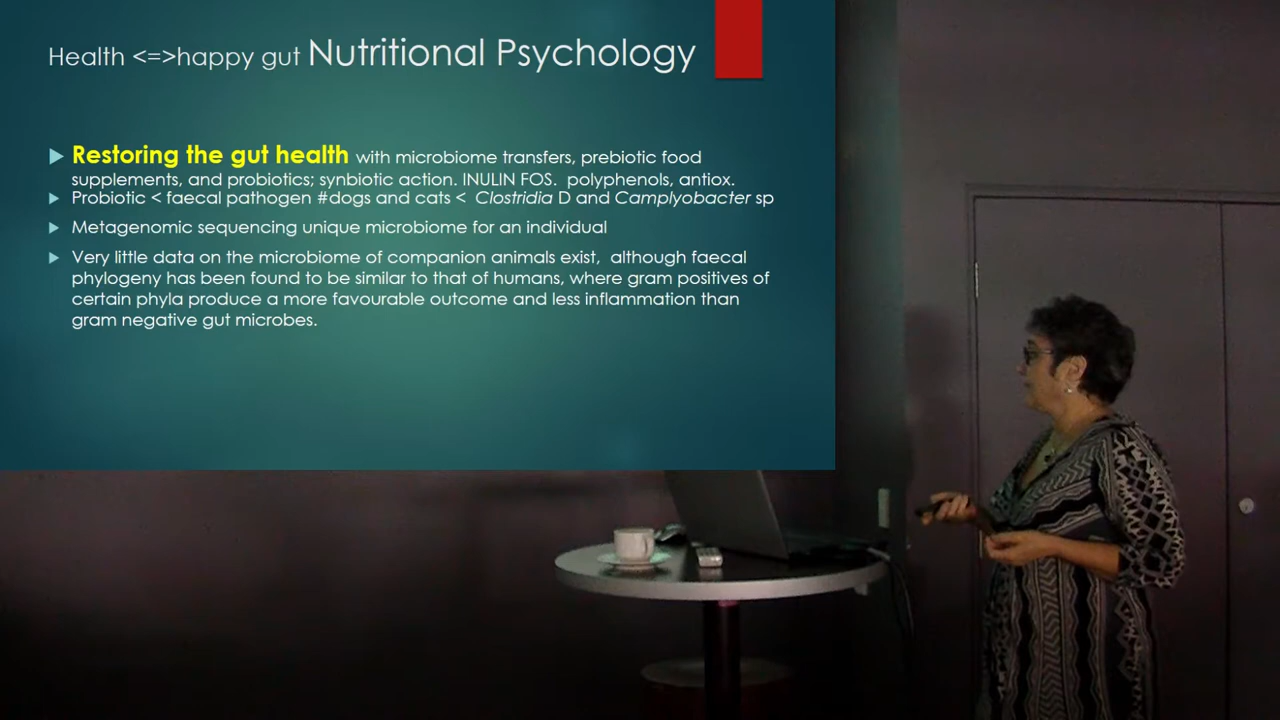 Health <=>happy gut Nutritional Psychology
Restoring the gut health with microbiome transfers, prebiotic food
supplements, and probiotics; synbiotic action. INULIN FOS.  polyphenols, antiox.
Probiotic < faecal pathogen #dogs and cats <  Clostridia D and Camplyobacter sp
Metagenomic sequencing unique microbiome for an individual
Very little data on the microbiome of companion animals exist,  although faecal
phylogeny has been found to be similar to that of humans, where gram positives of
certain phyla produce a more favourable outcome and less inflammation than
gram negative gut microbes.